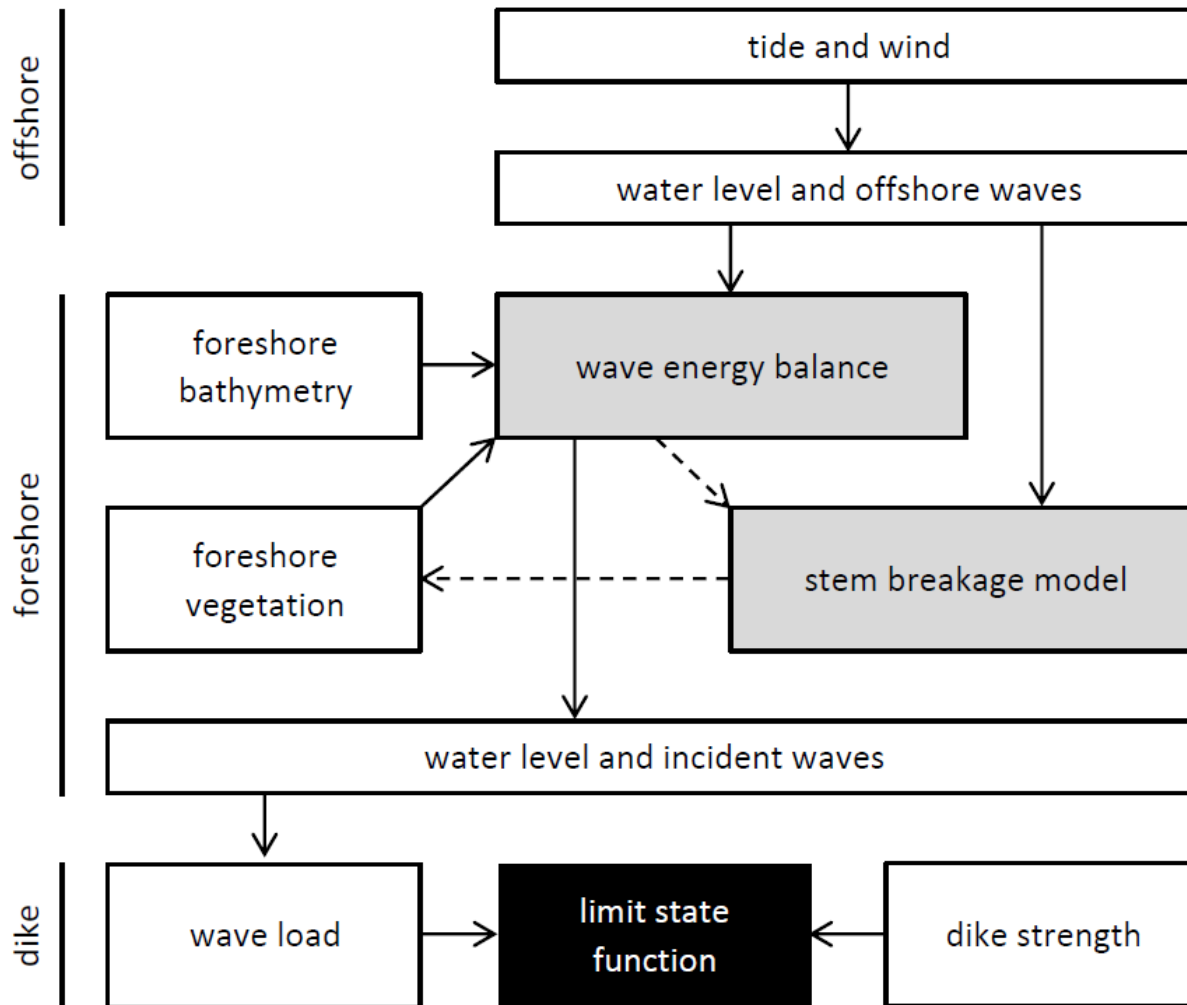 offshore
tide and wind
water level and offshore waves
foreshore
foreshore
bathymetry
wave energy balance
foreshore
vegetation
stem breakage model
water level and incident waves
dike
wave load
limit state
function
dike strength